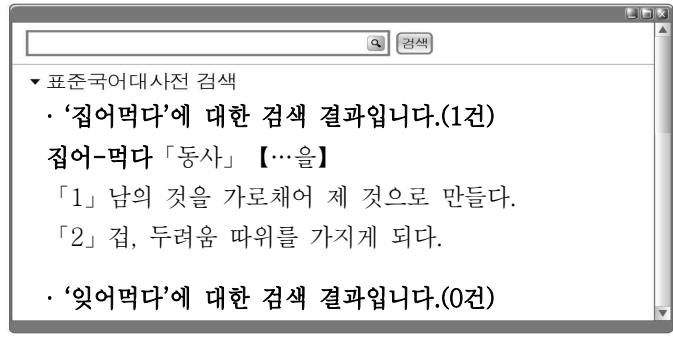 검색
▼ 표준국어대사전 검색
· ‘집어먹다’에 대한 검색 결과입니다.(1건)
집어-먹다「동사」【…을】
「1」남의 것을 가로채어 제 것으로 만들다.
「2」겁, 두려움 따위를 가지게 되다.
· ‘잊어먹다’에 대한 검색 결과입니다.(0건)